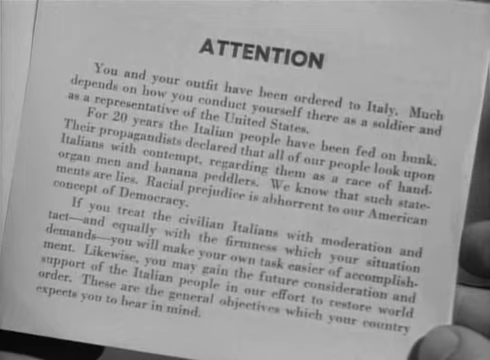 ATTENTION
You and your outfit have been ordered to Italy. Much
depends on how you conduct yourself there as a soldier and
as a representative of the United States.
For 20 years the Italian people have been fed on bunk.
Their propagandists declared that all of our people look upon
Italians with contempt, regarding them as a race of hand-
organ men and banana peddlers. We know that such state-
ments are lies. Racial prejudice is abhorrent to our American
concept of Democracy.
If you treat the civilian Italians with moderation and
tact—and equally with the firmness which your situation
demands—you will make your own task easier of accomplish-
ment. Likewise, you may gain the future consideration and
support of the Italian people in our effort to restore world
order. These are the general objectives which your country
expects you to bear in mind.